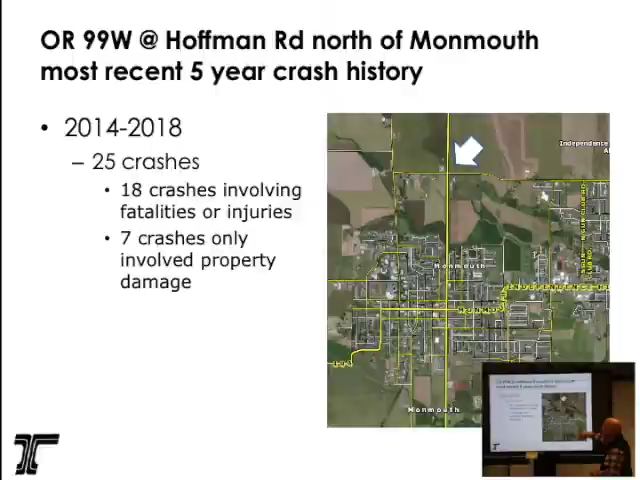 OR 99W @ Hoffman Rd north of Monmouth
most recent 5 year crash history
• 2014-2018
– 25 crashes
• 18 crashes involving
fatalities or injuries
• 7 crashes only
involved property
damage
Independence
Monmouth
Monmouth